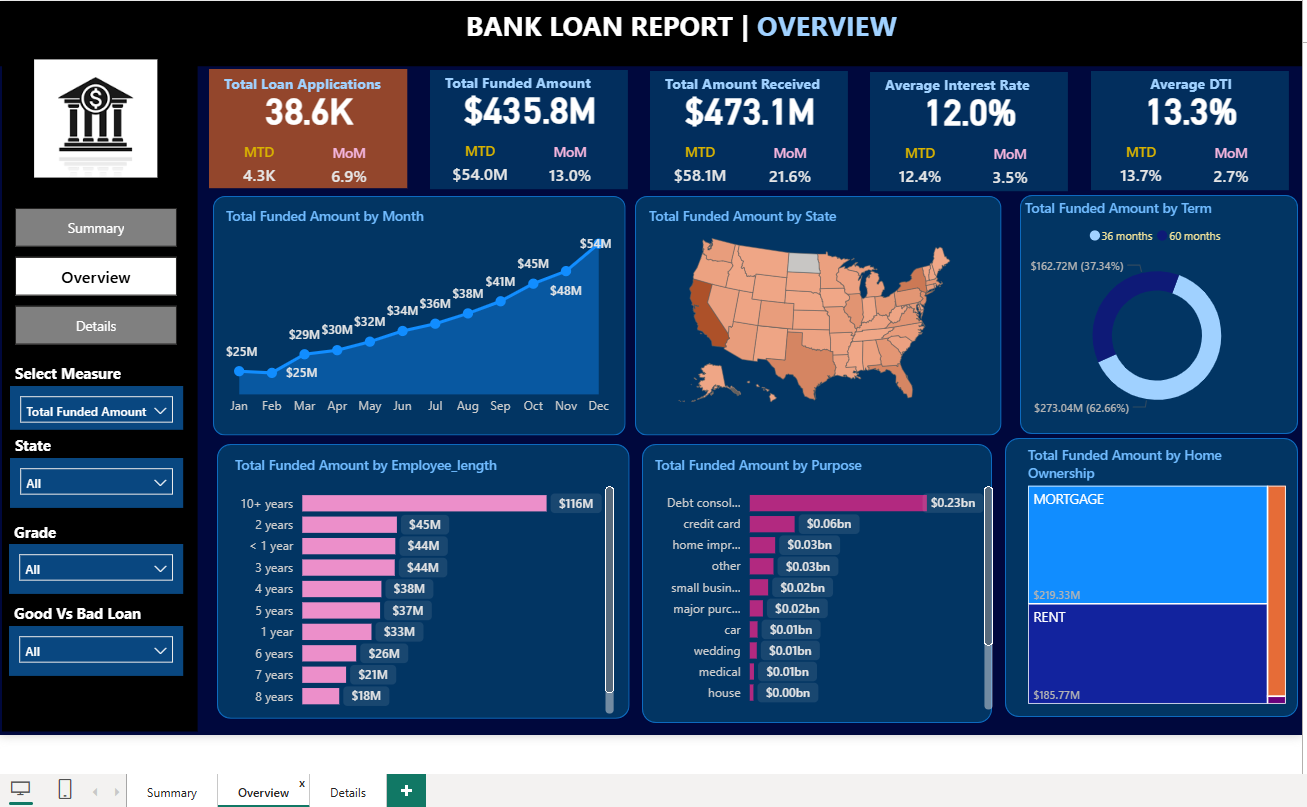 BANK LOAN REPORT | OVERVIEW
Total Loan Applications
38.6K
MTD
MoM
4.3K
6.9%
Total Funded Amount
$435.8M
MTD
MoM
$54.0M
13.0%
Total Amount Received
$473.1M
MTD
MoM
$58.1M
21.6%
Average Interest Rate
12.0%
MTD
MoM
12.4%
3.5%
Average DTI
13.3%
MTD
MoM
13.7%
2.7%
$
Summary
Overview
Details
Select Measure
Total Funded Amount
State
All
Grade
All
Good Vs Bad Loan
All
Total Funded Amount by Month
$25M
$25M
$29M
$30M
$32M
$34M
$36M
$38M
$41M
$45M
$48M
$54M
Jan Feb Mar Apr May Jun Jul Aug Sep Oct Nov Dec
Total Funded Amount by State
Total Funded Amount by Term
36 months 60 months
$162.72M (37.34%)
$273.04M (62.66%)
Total Funded Amount by Employee_length
10+ years $116M
2 years $45M
< 1 year $44M
3 years $44M
4 years $38M
5 years $37M
1 year $33M
6 years $26M
7 years $21M
8 years $18M
Total Funded Amount by Purpose
Debt consol... $0.23bn
credit card $0.06bn
home impr... $0.03bn
other $0.03bn
small busin... $0.02bn
major purc... $0.02bn
car $0.01bn
wedding $0.01bn
medical $0.01bn
house $0.00bn
Total Funded Amount by Home
Ownership
MORTGAGE
$219.33M
RENT
$185.77M
Summary
Overview
x
Details
+